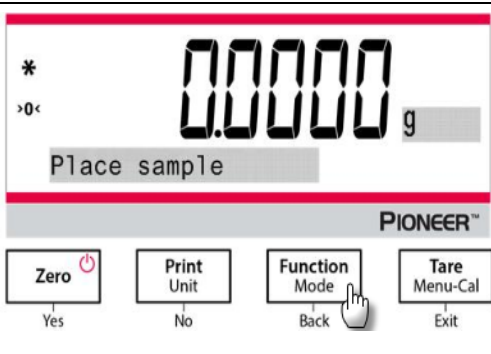 *
>0<
0.0000 g
Place sample
PIONEER™
Zero Print Function Tare
Unit Mode Menu-Cal
Yes No Back Exit